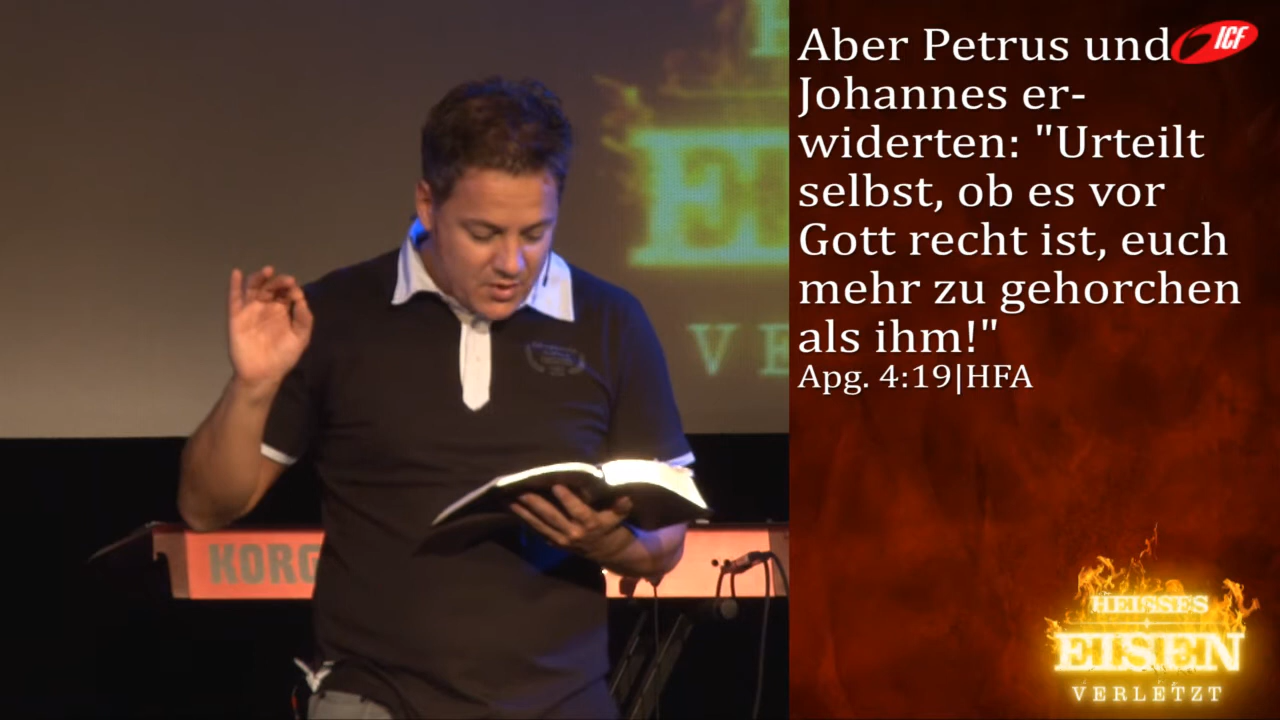 Aber Petrus und
Johannes er-
widerten: "Urteilt
selbst, ob es vor
Gott recht ist, euch
mehr zu gehorchen
als ihm!"
Apg. 4:19|HFA
ICF
HEISSES
EISEN
VERLETZT
KORG
E
VE